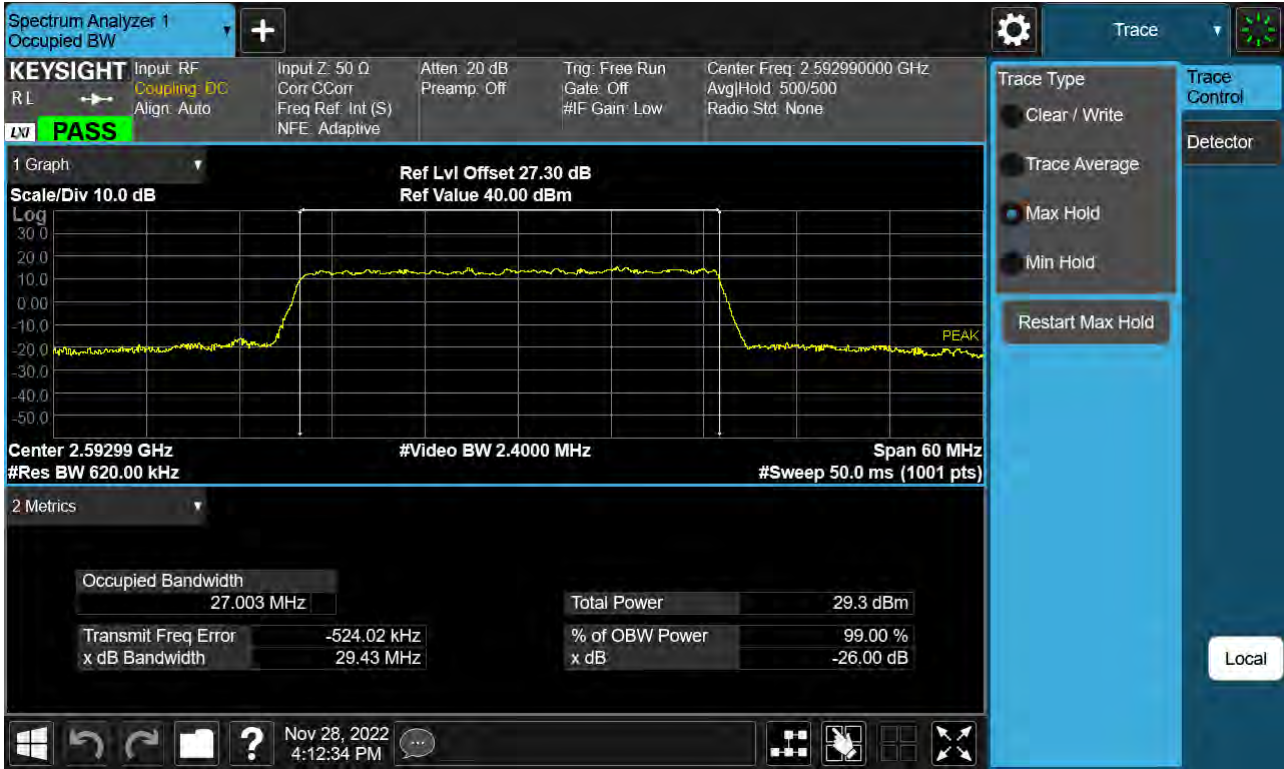 Spectrum Analyzer 1
Occupied BW
+
Trace
KEYSIGHT
R L
LXI PASS
Input: RF
Coupling: DC
Align: Auto
Input Z: 50 Ω
Corr CCorr
Freq Ref: Int (S)
NFE: Adaptive
Atten: 20 dB
Preamp: Off
Trig: Free Run
Gate: Off
#IF Gain: Low
Center Freq: 2.592990000 GHz
Avg|Hold: 500/500
Radio Std: None
Trace Type
Clear / Write
Trace Average
Max Hold
Min Hold
Restart Max Hold
Trace
Control
Detector
Local
1 Graph
Scale/Div 10.0 dB
Ref Lvl Offset 27.30 dB
Ref Value 40.00 dBm
Log
30.0
20.0
10.0
0.00
-10.0
-20.0
-30.0
-40.0
-50.0
PEAK
Center 2.59299 GHz
#Video BW 2.4000 MHz
Span 60 MHz
#Res BW 620.00 kHz
#Sweep 50.0 ms (1001 pts)
2 Metrics
Occupied Bandwidth
27.003 MHz
Total Power 29.3 dBm
Transmit Freq Error -524.02 kHz
% of OBW Power 99.00 %
x dB Bandwidth 29.43 MHz
x dB -26.00 dB
?
Nov 28, 2022
4:12:34 PM